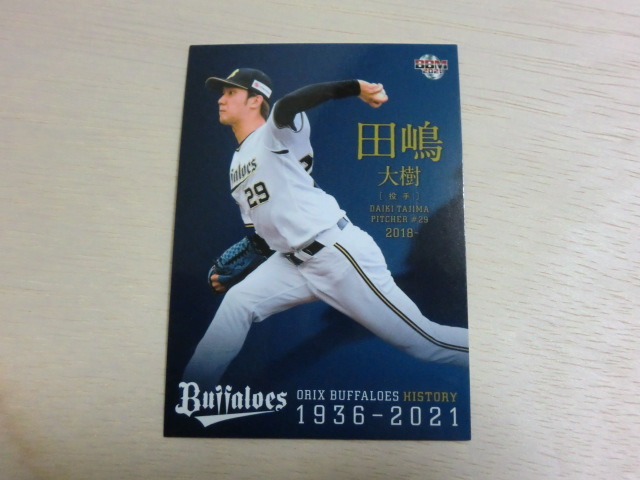 BBM
2021
田嶋
大樹
[投手]
DAIKI TAJIMA
PITCHER #29
2018-
Buffaloes
29
Buffaloes
ORIX BUFFALOES HISTORY
1936-2021